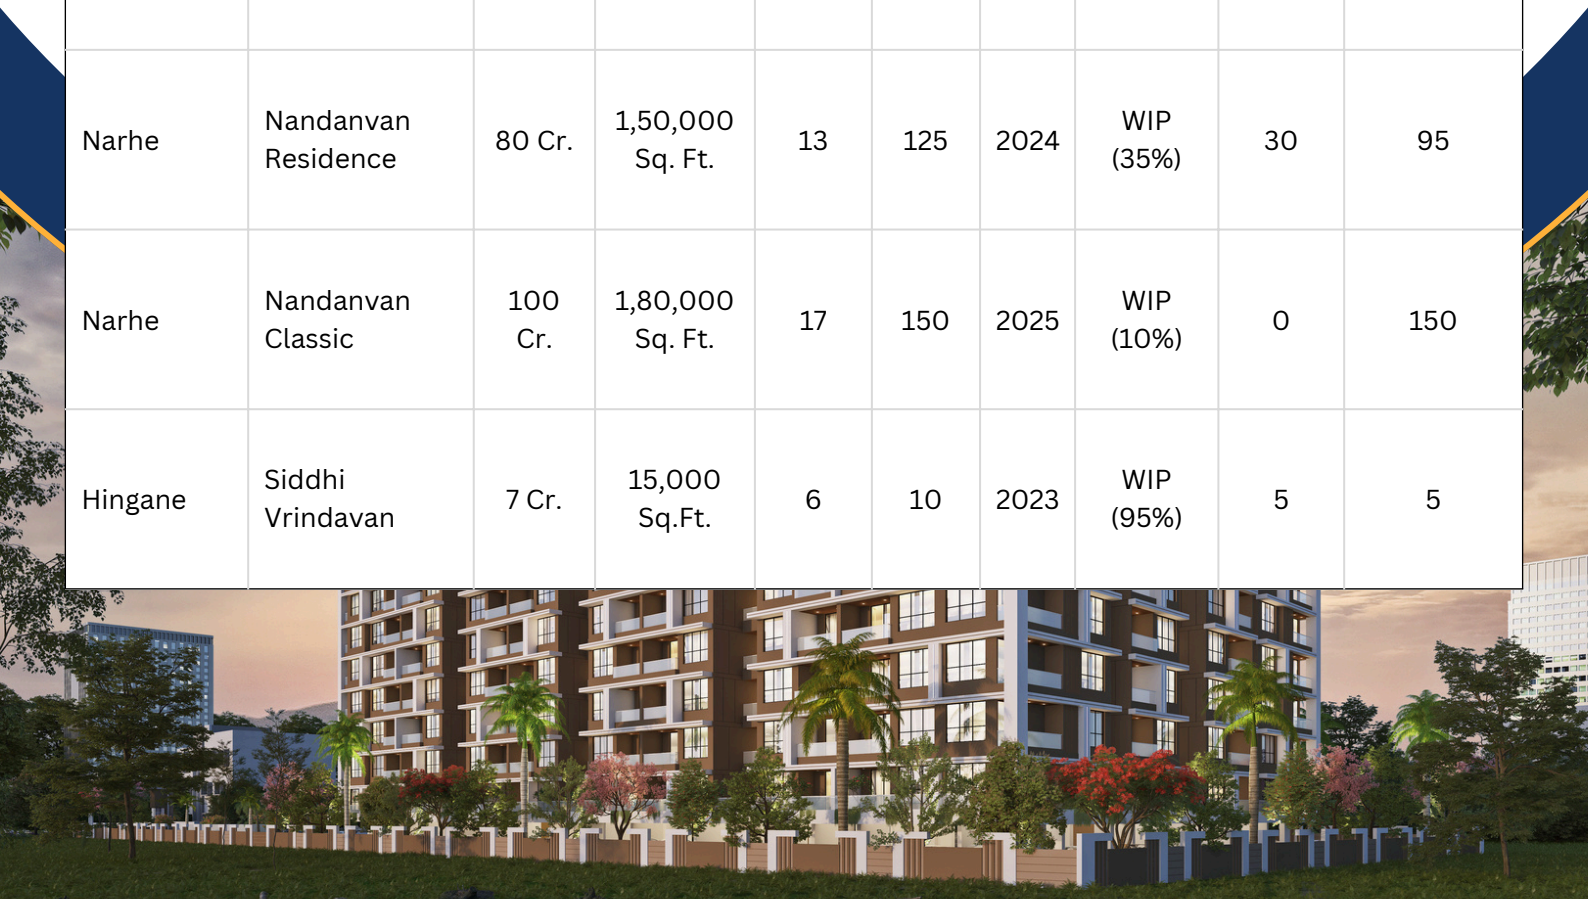 Narhe Nandanvan Residence 80 Cr. 1,50,000 Sq. Ft. 13 125 2024 WIP (35%) 30 95
Narhe Nandanvan Classic 100 Cr. 1,80,000 Sq. Ft. 17 150 2025 WIP (10%) 0 150
Hingane Siddhi Vrindavan 7 Cr. 15,000 Sq.Ft. 6 10 2023 WIP (95%) 5 5